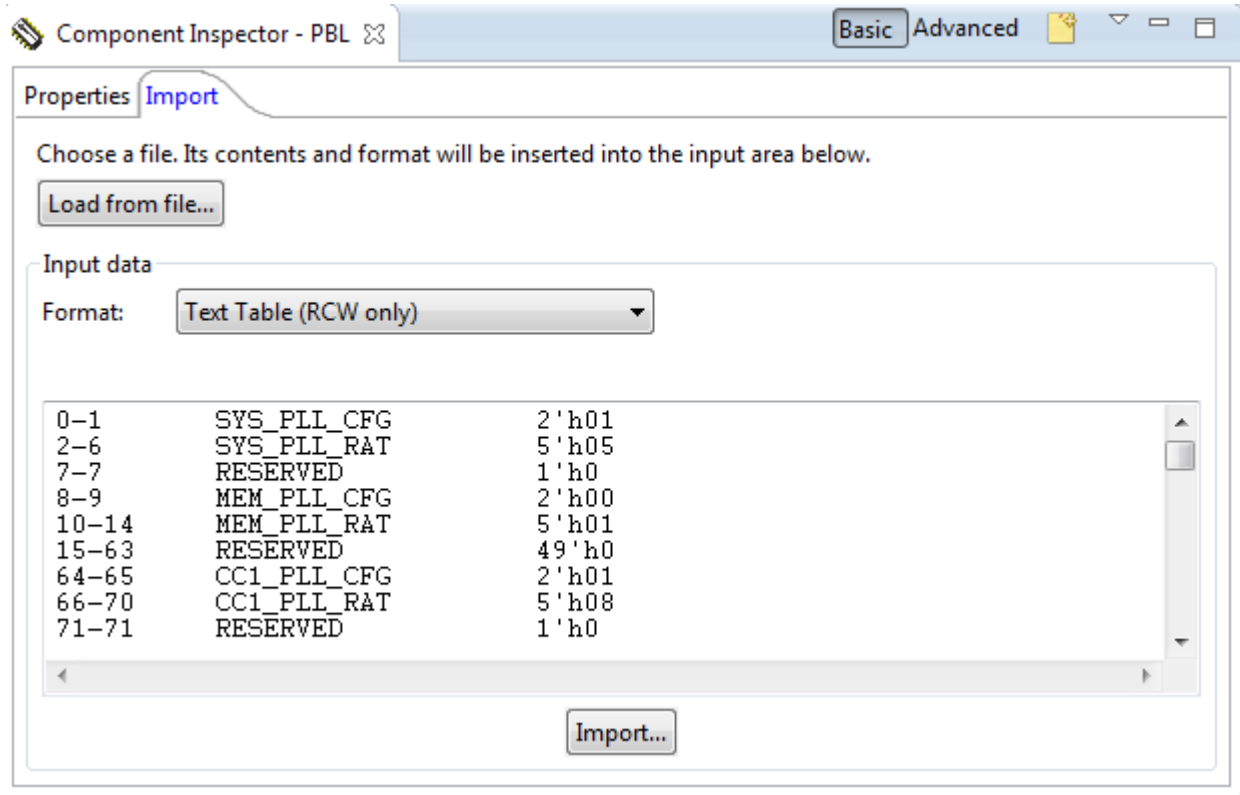 Component Inspector - PBL Basic Advanced
Properties Import
Choose a file. Its contents and format will be inserted into the input area below.
Load from file...
Input data
Format: Text Table (RCW only)
0-1 SYS_PLL_CFG 2'h01
2-6 SYS_PLL_RAT 5'h05
7-7 RESERVED 1'h0
8-9 MEM_PLL_CFG 2'h00
10-14 MEM_PLL_RAT 5'h01
15-63 RESERVED 49'h0
64-65 CC1_PLL_CFG 2'h01
66-70 CC1_PLL_RAT 5'h08
71-71 RESERVED 1'h0
Import...